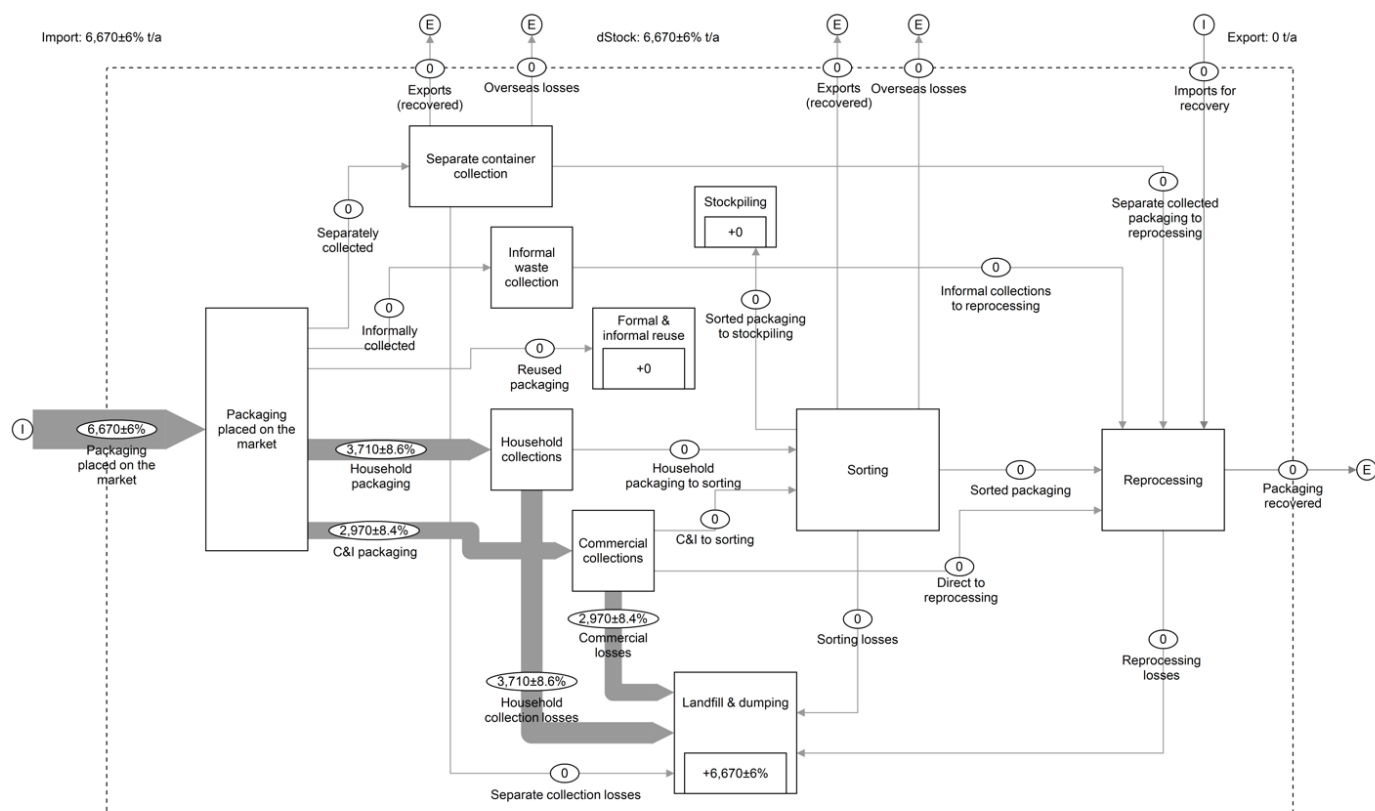 E
E
E
E
I
Import: 6,670±6% t/a
dStock: 6,670±6% t/a
Export: 0 t/a
0
0
0
0
0
Exports
(recovered)
Overseas losses
Exports
(recovered)
Overseas losses
Imports for
recovery
Separate container
collection
0
Separately
collected
Stockpiling
+0
0
Separate collected
packaging to
reprocessing
Informal
waste
collection
0
Informal collections
to reprocessing
0
Informally
collected
0
Sorted packaging
to stockpiling
Formal &
informal reuse
+0
0
Reused
packaging
I
6,670±6%
Packaging
placed on the
market
Packaging
placed on the
market
3,710±8.6%
Household
packaging
Household
collections
0
Household
packaging to sorting
Sorting
0
Sorted packaging
Reprocessing
0
Packaging
recovered
E
2,970±8.4%
C&I packaging
Commercial
collections
0
C&I to sorting
0
Direct to
reprocessing
2,970±8.4%
Commercial
losses
0
Sorting losses
0
Reprocessing
losses
3,710±8.6%
Household
collection losses
Landfill & dumping
+6,670±6%
0
Separate collection losses